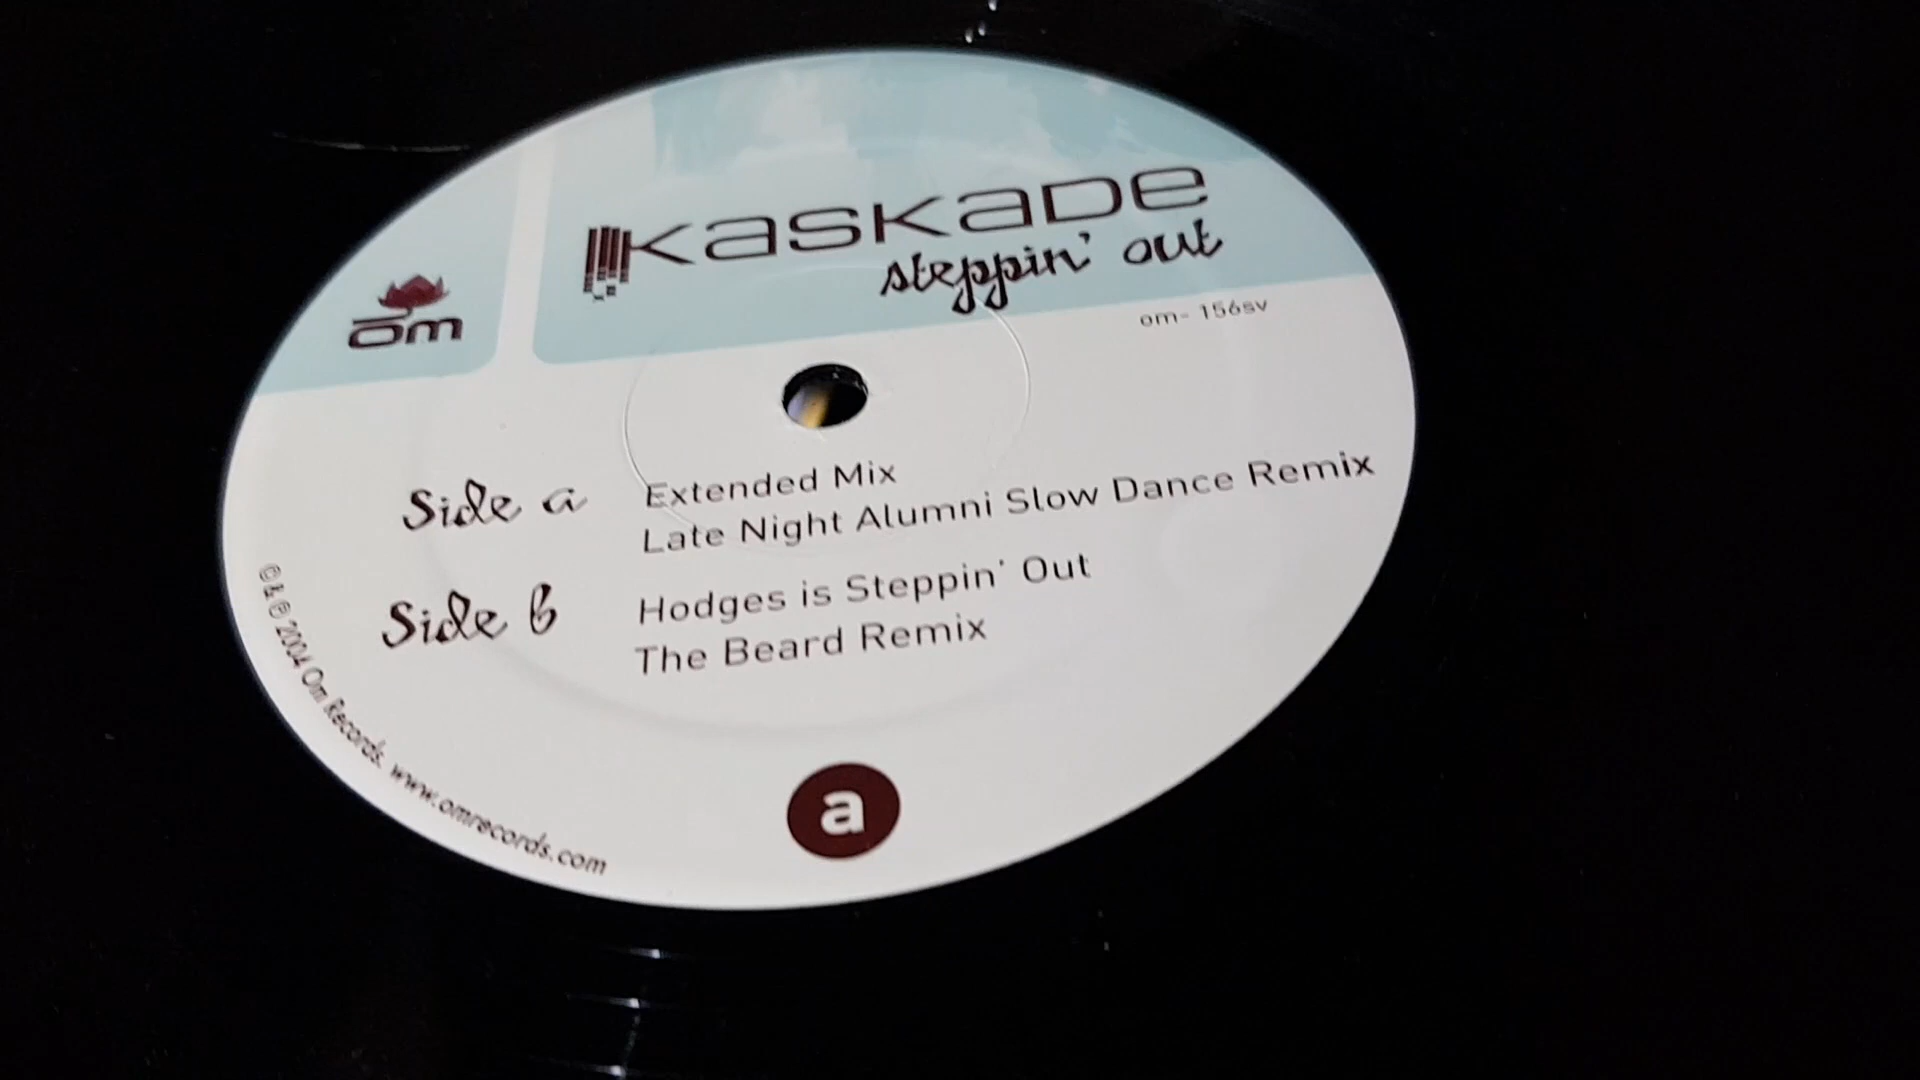 Kaskade
steppin' out
om
om- 156sv
Side a
Extended Mix
Late Night Alumni Slow Dance Remix
Side b
Hodges is Steppin' Out
The Beard Remix
©& ℗ 2004 Om Records. www.omrecords.com
a